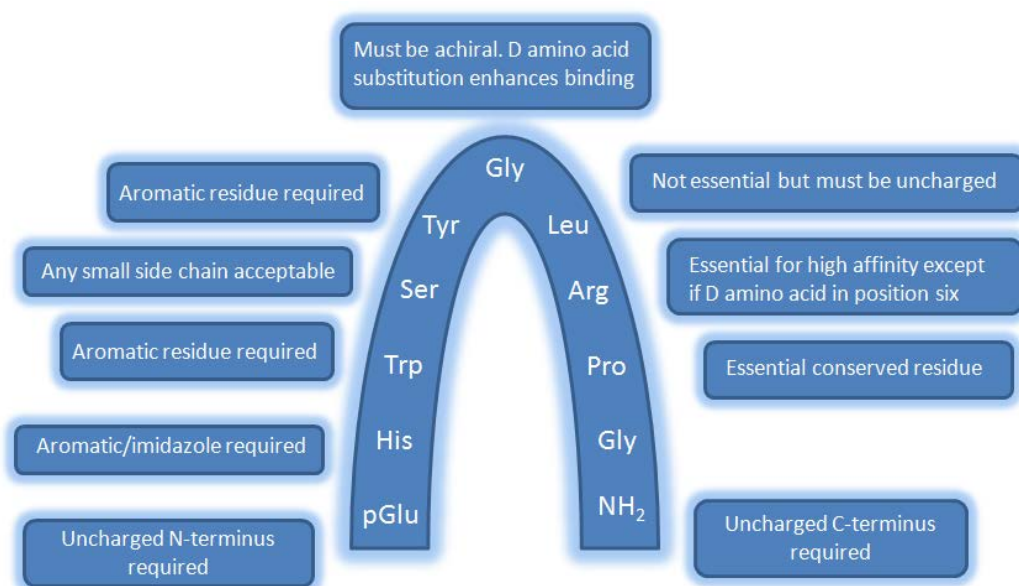 Must be achiral. D amino acid
substitution enhances binding
Gly
Aromatic residue required
Not essential but must be uncharged
Tyr
Leu
Any small side chain acceptable
Essential for high affinity except
if D amino acid in position six
Ser
Arg
Aromatic residue required
Trp
Pro
Essential conserved residue
Aromatic/imidazole required
His
Gly
pGlu
NH₂
Uncharged N-terminus
required
Uncharged C-terminus
required